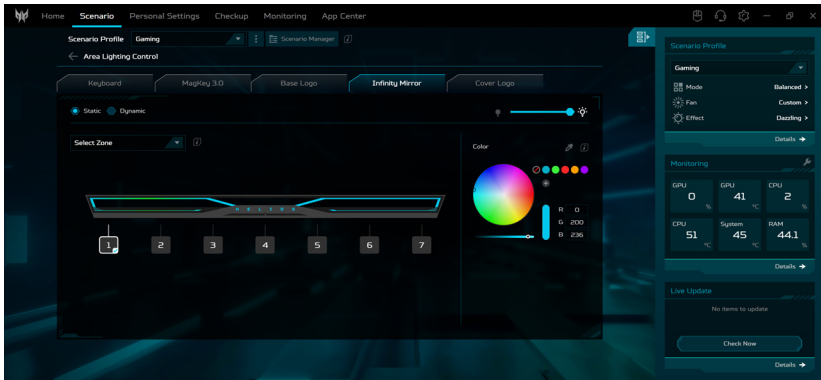 Home Scenario Personal Settings Checkup Monitoring App Center
Scenario Profile Gaming Scenario Manager
Area Lighting Control
Keyboard MagKey 3.0 Base Logo Infinity Mirror Cover Logo
Static Dynamic
Select Zone
Color
HELIOS
R 0
G 200
B 236
1 2 3 4 5 6 7
Scenario Profile
Gaming
Mode Balanced >
Fan Custom >
Effect Dazzling >
Details →
Monitoring
GPU GPU CPU
0 % 41 °C 2 %
CPU System RAM
51 °C 45 °C 44.1 %
Details →
Live Update
No items to update
Check Now
Details →